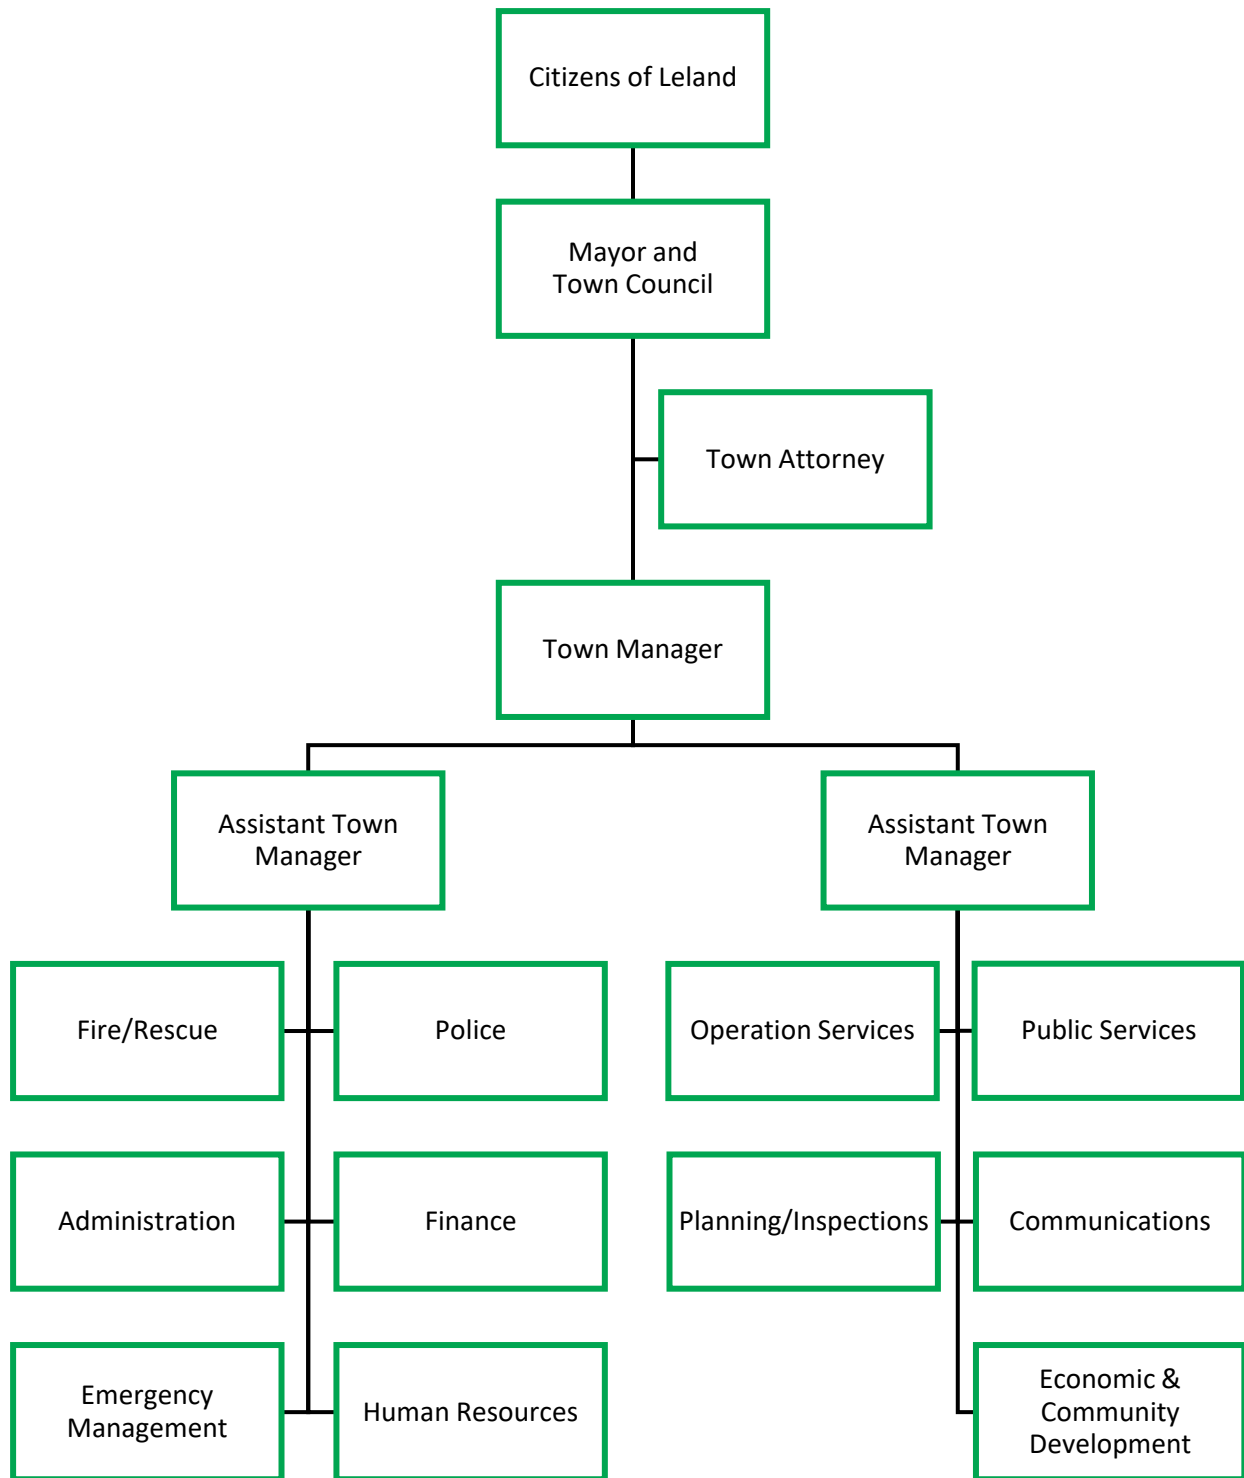 Citizens of Leland
Mayor and
Town Council
Town Attorney
Town Manager
Assistant Town
Manager
Assistant Town
Manager
Fire/Rescue
Police
Operation Services
Public Services
Administration
Finance
Planning/Inspections
Communications
Emergency
Management
Human Resources
Economic &
Community
Development